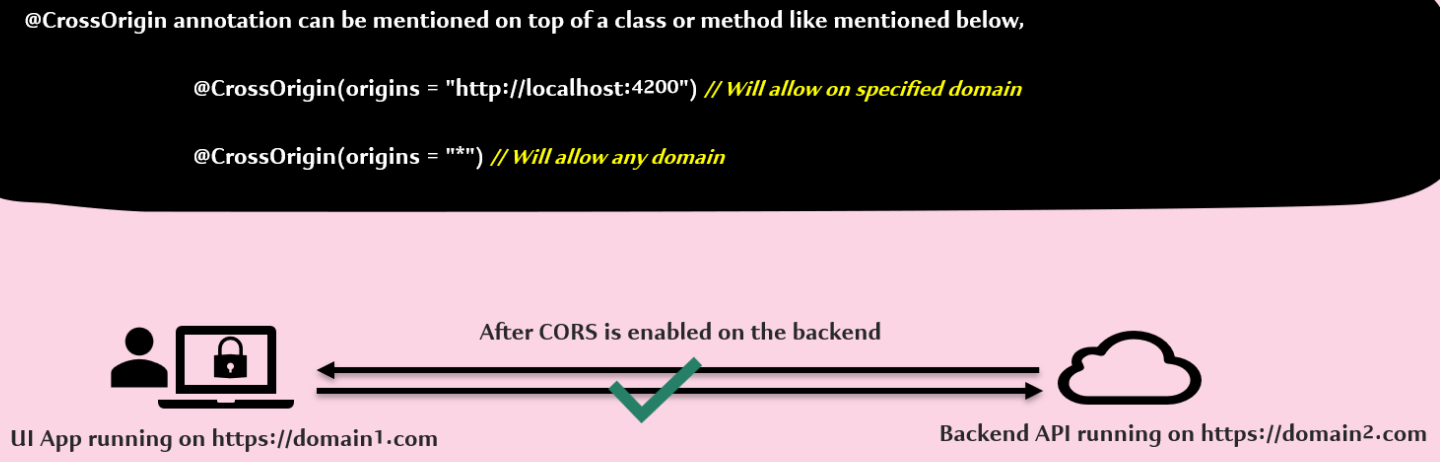 @CrossOrigin annotation can be mentioned on top of a class or method like mentioned below,
@CrossOrigin(origins = "http://localhost:4200") // Will allow on specified domain
@CrossOrigin(origins = "*") // Will allow any domain
After CORS is enabled on the backend
UI App running on https://domain1.com
Backend API running on https://domain2.com